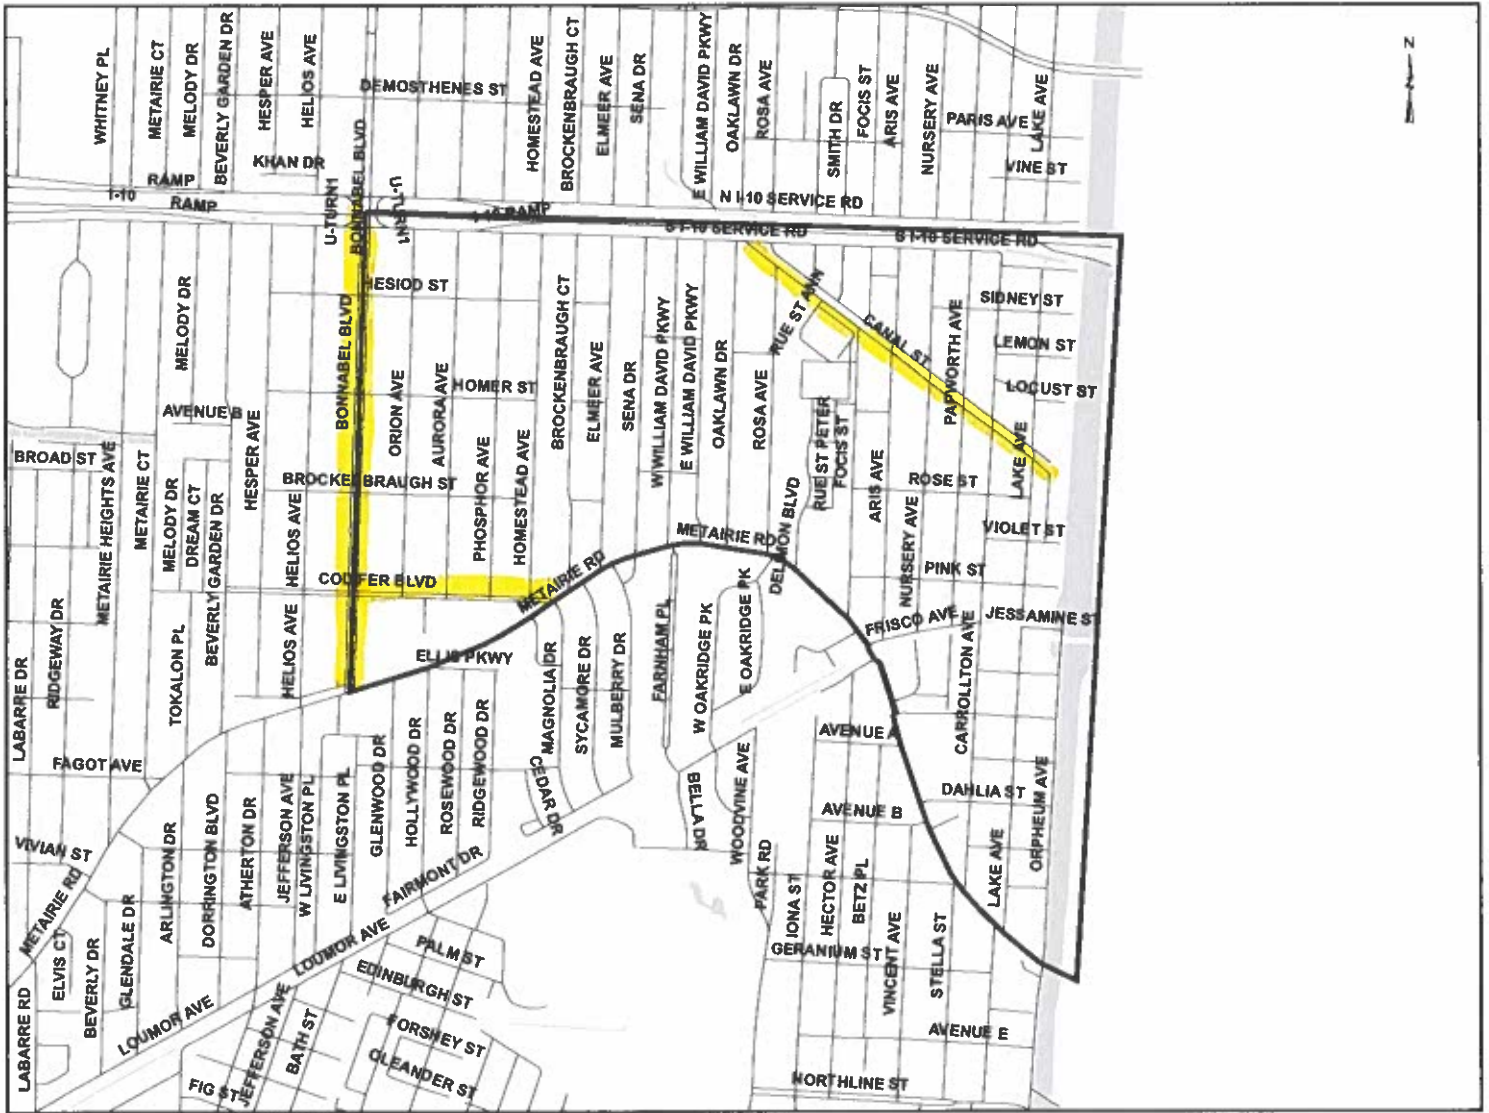 WHITNEY PL
METAIRIE CT
MELODY DR
BEVERLY GARDEN DR
HESPER AVE
HELIOS AVE
DEMOSTHENES ST
HOMESTEAD AVE
BROCKENBRAUGH CT
ELMEER AVE
SENA DR
E WILLIAM DAVID PKWY
OAKLAWN DR
ROSA AVE
SMITH DR
FOCIS ST
ARIS AVE
NURSERY AVE
PARIS AVE
LAKE AVE
VINE ST
N
KHAN DR
BONNABEL BLVD
RAMP
I-10
RAMP
U-TURN1
U-TURN1
I-10 RAMP
N I-10 SERVICE RD
S I-10 SERVICE RD
S I-10 SERVICE RD
HESIOD ST
MELODY DR
BONNABEL BLVD
ORION AVE
AURORA AVE
HOMER ST
BROCKENBRAUGH CT
ELMEER AVE
SENA DR
W WILLIAM DAVID PKWY
E WILLIAM DAVID PKWY
OAKLAWN DR
ROSA AVE
RUE ST ANN
CANAL ST
PAPWORTH AVE
SIDNEY ST
LEMON ST
LOCUST ST
AVENUE B
HESPER AVE
BROAD ST
METAIRIE HEIGHTS AVE
METAIRIE CT
MELODY DR
DREAM CT
BEVERLY GARDEN DR
BROCKENBRAUGH ST
HELIOS AVE
PHOSPHOR AVE
HOMESTEAD AVE
RUE ST PETER
FOCIS ST
ARIS AVE
ROSE ST
LAKE AVE
DELMON BLVD
NURSERY AVE
VIOLET ST
METAIRIE RD
METAIRIE RD
CODIFER BLVD
PINK ST
JESSAMINE ST
FRISCO AVE
CARROLLTON AVE
LABARRE DR
RIDGEWAY DR
TOKALON PL
BEVERLY GARDEN DR
HELIOS AVE
ELLIS PKWY
MAGNOLIA DR
SYCAMORE DR
MULBERRY DR
FARNHAM PL
W OAKRIDGE PK
E OAKRIDGE PK
AVENUE A
FAGOT AVE
GLENWOOD DR
HOLLYWOOD DR
ROSEWOOD DR
RIDGEWOOD DR
CEDAR DR
BELLA DR
WOODVINE AVE
AVENUE B
DAHLIA ST
ORPHEUM AVE
VIVIAN ST
METAIRIE RD
ARLINGTON DR
DORRINGTON BLVD
ATHERTON DR
JEFFERSON AVE
W LIVINGSTON PL
E LIVINGSTON PL
FAIRMONT DR
PARK RD
IONA ST
HECTOR AVE
BETZ PL
LAKE AVE
ELVIS CT
BEVERLY DR
GLENDALE DR
LOUMOR AVE
PALM ST
EDINBURGH ST
GERANIUM ST
VINCENT AVE
STELLA ST
LABARRE RD
LOUMOR AVE
JEFFERSON AVE
BATH ST
FORSHEY ST
OLEANDER ST
FIG ST
AVENUE E
NORTHLINE ST